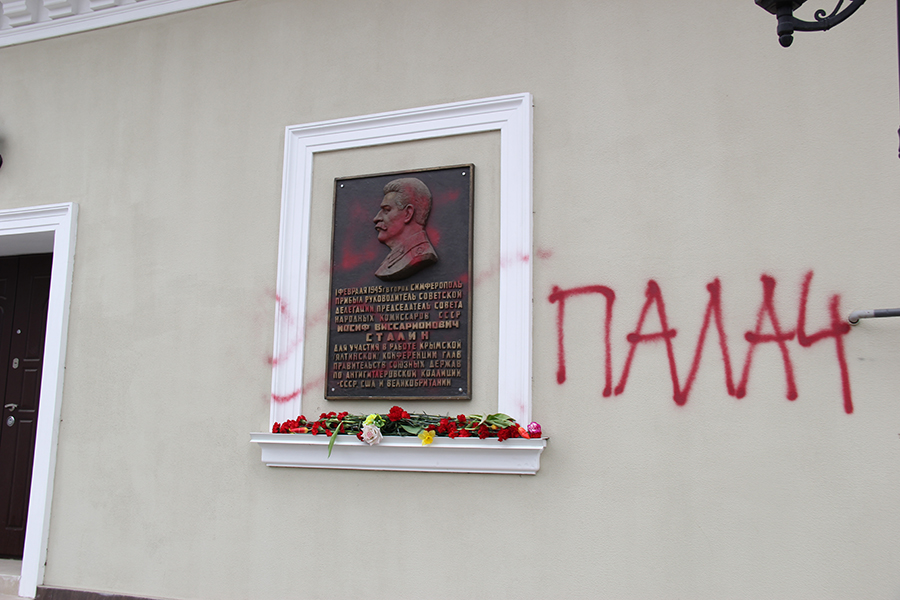 1 ФЕВРАЛЯ 1945г. В ГОРОД СИМФЕРОПОЛЬ
ПРИБЫЛ РУКОВОДИТЕЛЬ СОВЕТСКОЙ
ДЕЛЕГАЦИИ ПРЕДСЕДАТЕЛЬ СОВЕТА
НАРОДНЫХ КОМИССАРОВ СССР
ИОСИФ ВИССАРИОНОВИЧ
СТАЛИН
ДЛЯ УЧАСТИЯ В РАБОТЕ КРЫМСКОЙ
ЯЛТИНСКОЙ КОНФЕРЕНЦИИ ГЛАВ
ПРАВИТЕЛЬСТВ СОЮЗНЫХ ДЕРЖАВ
ПО АНТИГИТЛЕРОВСКОЙ КОАЛИЦИИ
СССР США И ВЕЛИКОБРИТАНИИ
ПАЛАЧ